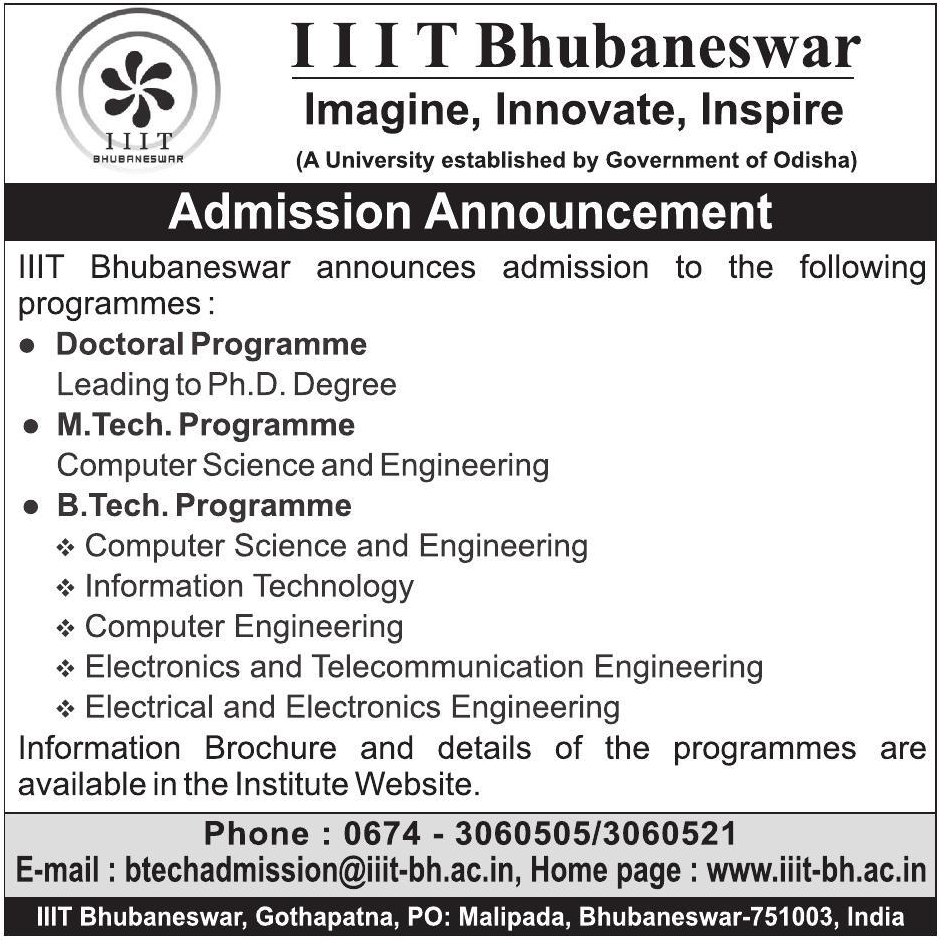 IIIT
BHUBANESWAR
I I I T Bhubaneswar
Imagine, Innovate, Inspire
(A University established by Government of Odisha)
Admission Announcement
IIIT Bhubaneswar announces admission to the following
programmes :
● Doctoral Programme
Leading to Ph.D. Degree
● M.Tech. Programme
Computer Science and Engineering
● B.Tech. Programme
❖ Computer Science and Engineering
❖ Information Technology
❖ Computer Engineering
❖ Electronics and Telecommunication Engineering
❖ Electrical and Electronics Engineering
Information Brochure and details of the programmes are
available in the Institute Website.
Phone : 0674 - 3060505/3060521
E-mail : btechadmission@iiit-bh.ac.in, Home page : www.iiit-bh.ac.in
IIIT Bhubaneswar, Gothapatna, PO: Malipada, Bhubaneswar-751003, India